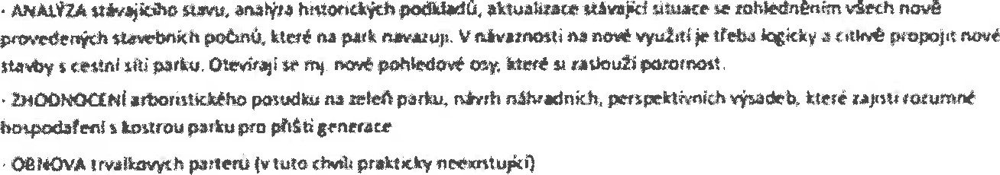 · ANALÝZA stávajícího stavu, analýza historických podkladů, aktualizace stávající situace se zohledněním všech nově
provedených stavebních počinů, které na park navazují. V návaznosti na nové využití je třeba logicky a citlivě propojit nové
stavby s cestní sítí parku. Otevírají se mj. nové pohledové osy, které si zaslouží pozornost.
· ZHODNOCENÍ arboristického posudku na zeleň parku, návrh náhradních, perspektivních výsadeb, které zajistí rozumné
hospodaření s kostrou parku pro příští generace
· OBNOVA trvalkových parterů (v tuto chvíli prakticky neexistující)